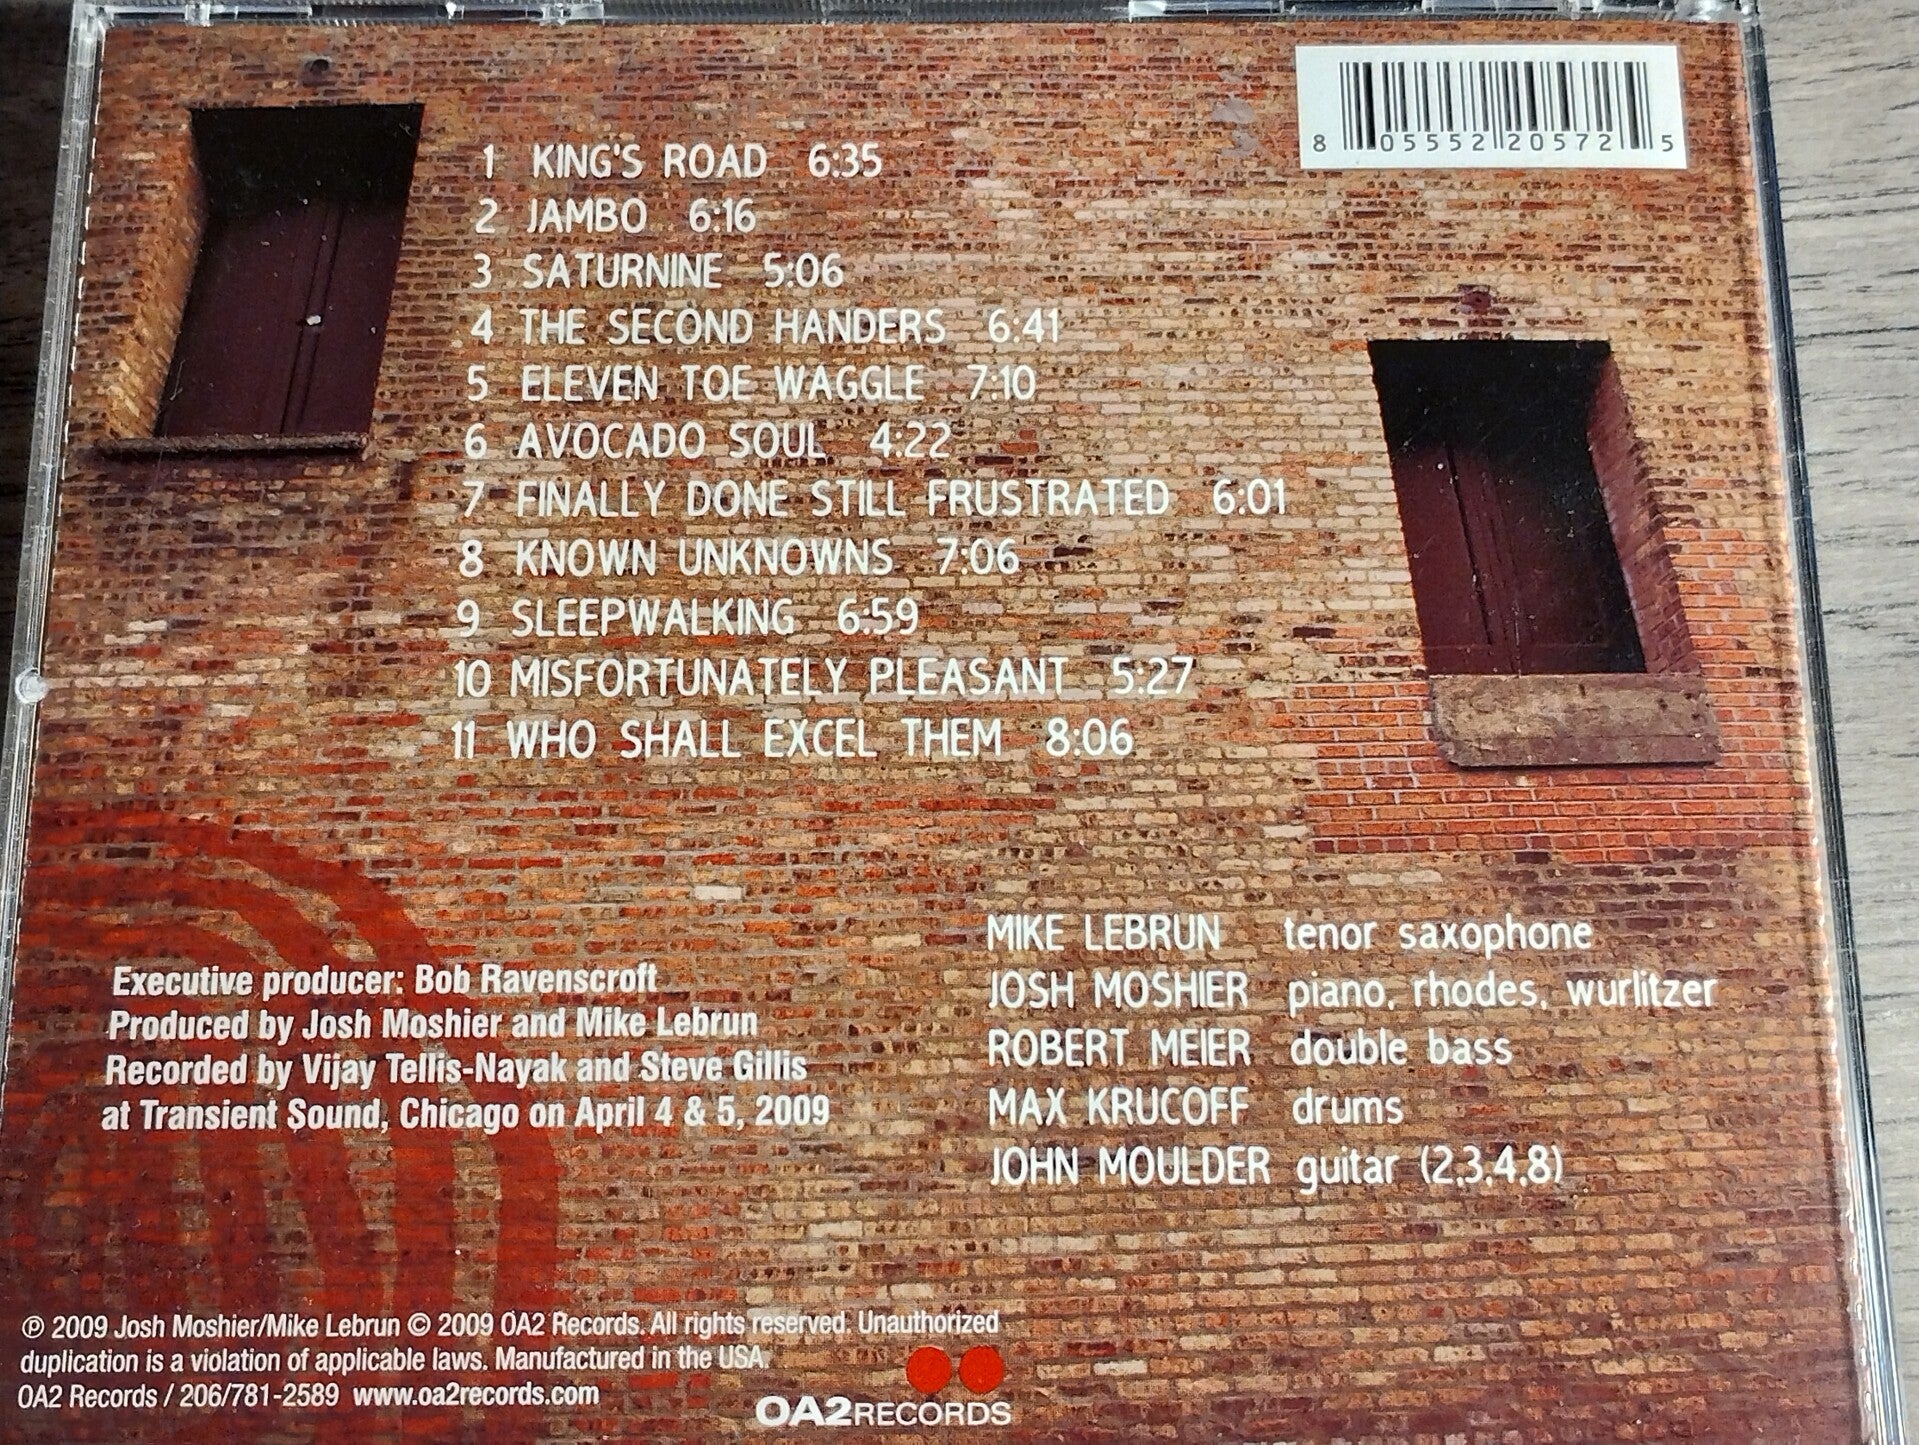 8 05552 20572 5
1 KING'S ROAD 6:35
2 JAMBO 6:16
3 SATURNINE 5:06
4 THE SECOND HANDERS 6:41
5 ELEVEN TOE WAGGLE 7:10
6 AVOCADO SOUL 4:22
7 FINALLY DONE STILL FRUSTRATED 6:01
8 KNOWN UNKNOWNS 7:06
9 SLEEPWALKING 6:59
10 MISFORTUNATELY PLEASANT 5:27
11 WHO SHALL EXCEL THEM 8:06
MIKE LEBRUN tenor saxophone
JOSH MOSHIER piano, rhodes, wurlitzer
ROBERT MEIER double bass
MAX KRUCOFF drums
JOHN MOULDER guitar (2,3,4,8)
Executive producer: Bob Ravenscroft
Produced by Josh Moshier and Mike Lebrun
Recorded by Vijay Tellis-Nayak and Steve Gillis
at Transient Sound, Chicago on April 4 & 5, 2009
℗ 2009 Josh Moshier/Mike Lebrun © 2009 OA2 Records. All rights reserved. Unauthorized
duplication is a violation of applicable laws. Manufactured in the USA.
OA2 Records / 206/781-2589 www.oa2records.com
OA2RECORDS